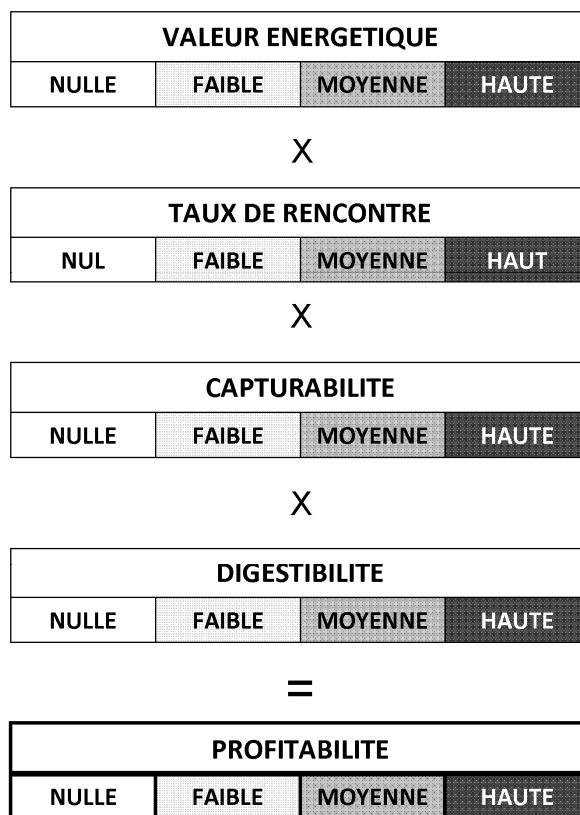 VALEUR ENERGETIQUE
NULLE FAIBLE MOYENNE HAUTE
X
TAUX DE RENCONTRE
NUL FAIBLE MOYENNE HAUT
X
CAPTURABILITE
NULLE FAIBLE MOYENNE HAUTE
X
DIGESTIBILITE
NULLE FAIBLE MOYENNE HAUTE
=
PROFITABILITE
NULLE FAIBLE MOYENNE HAUTE